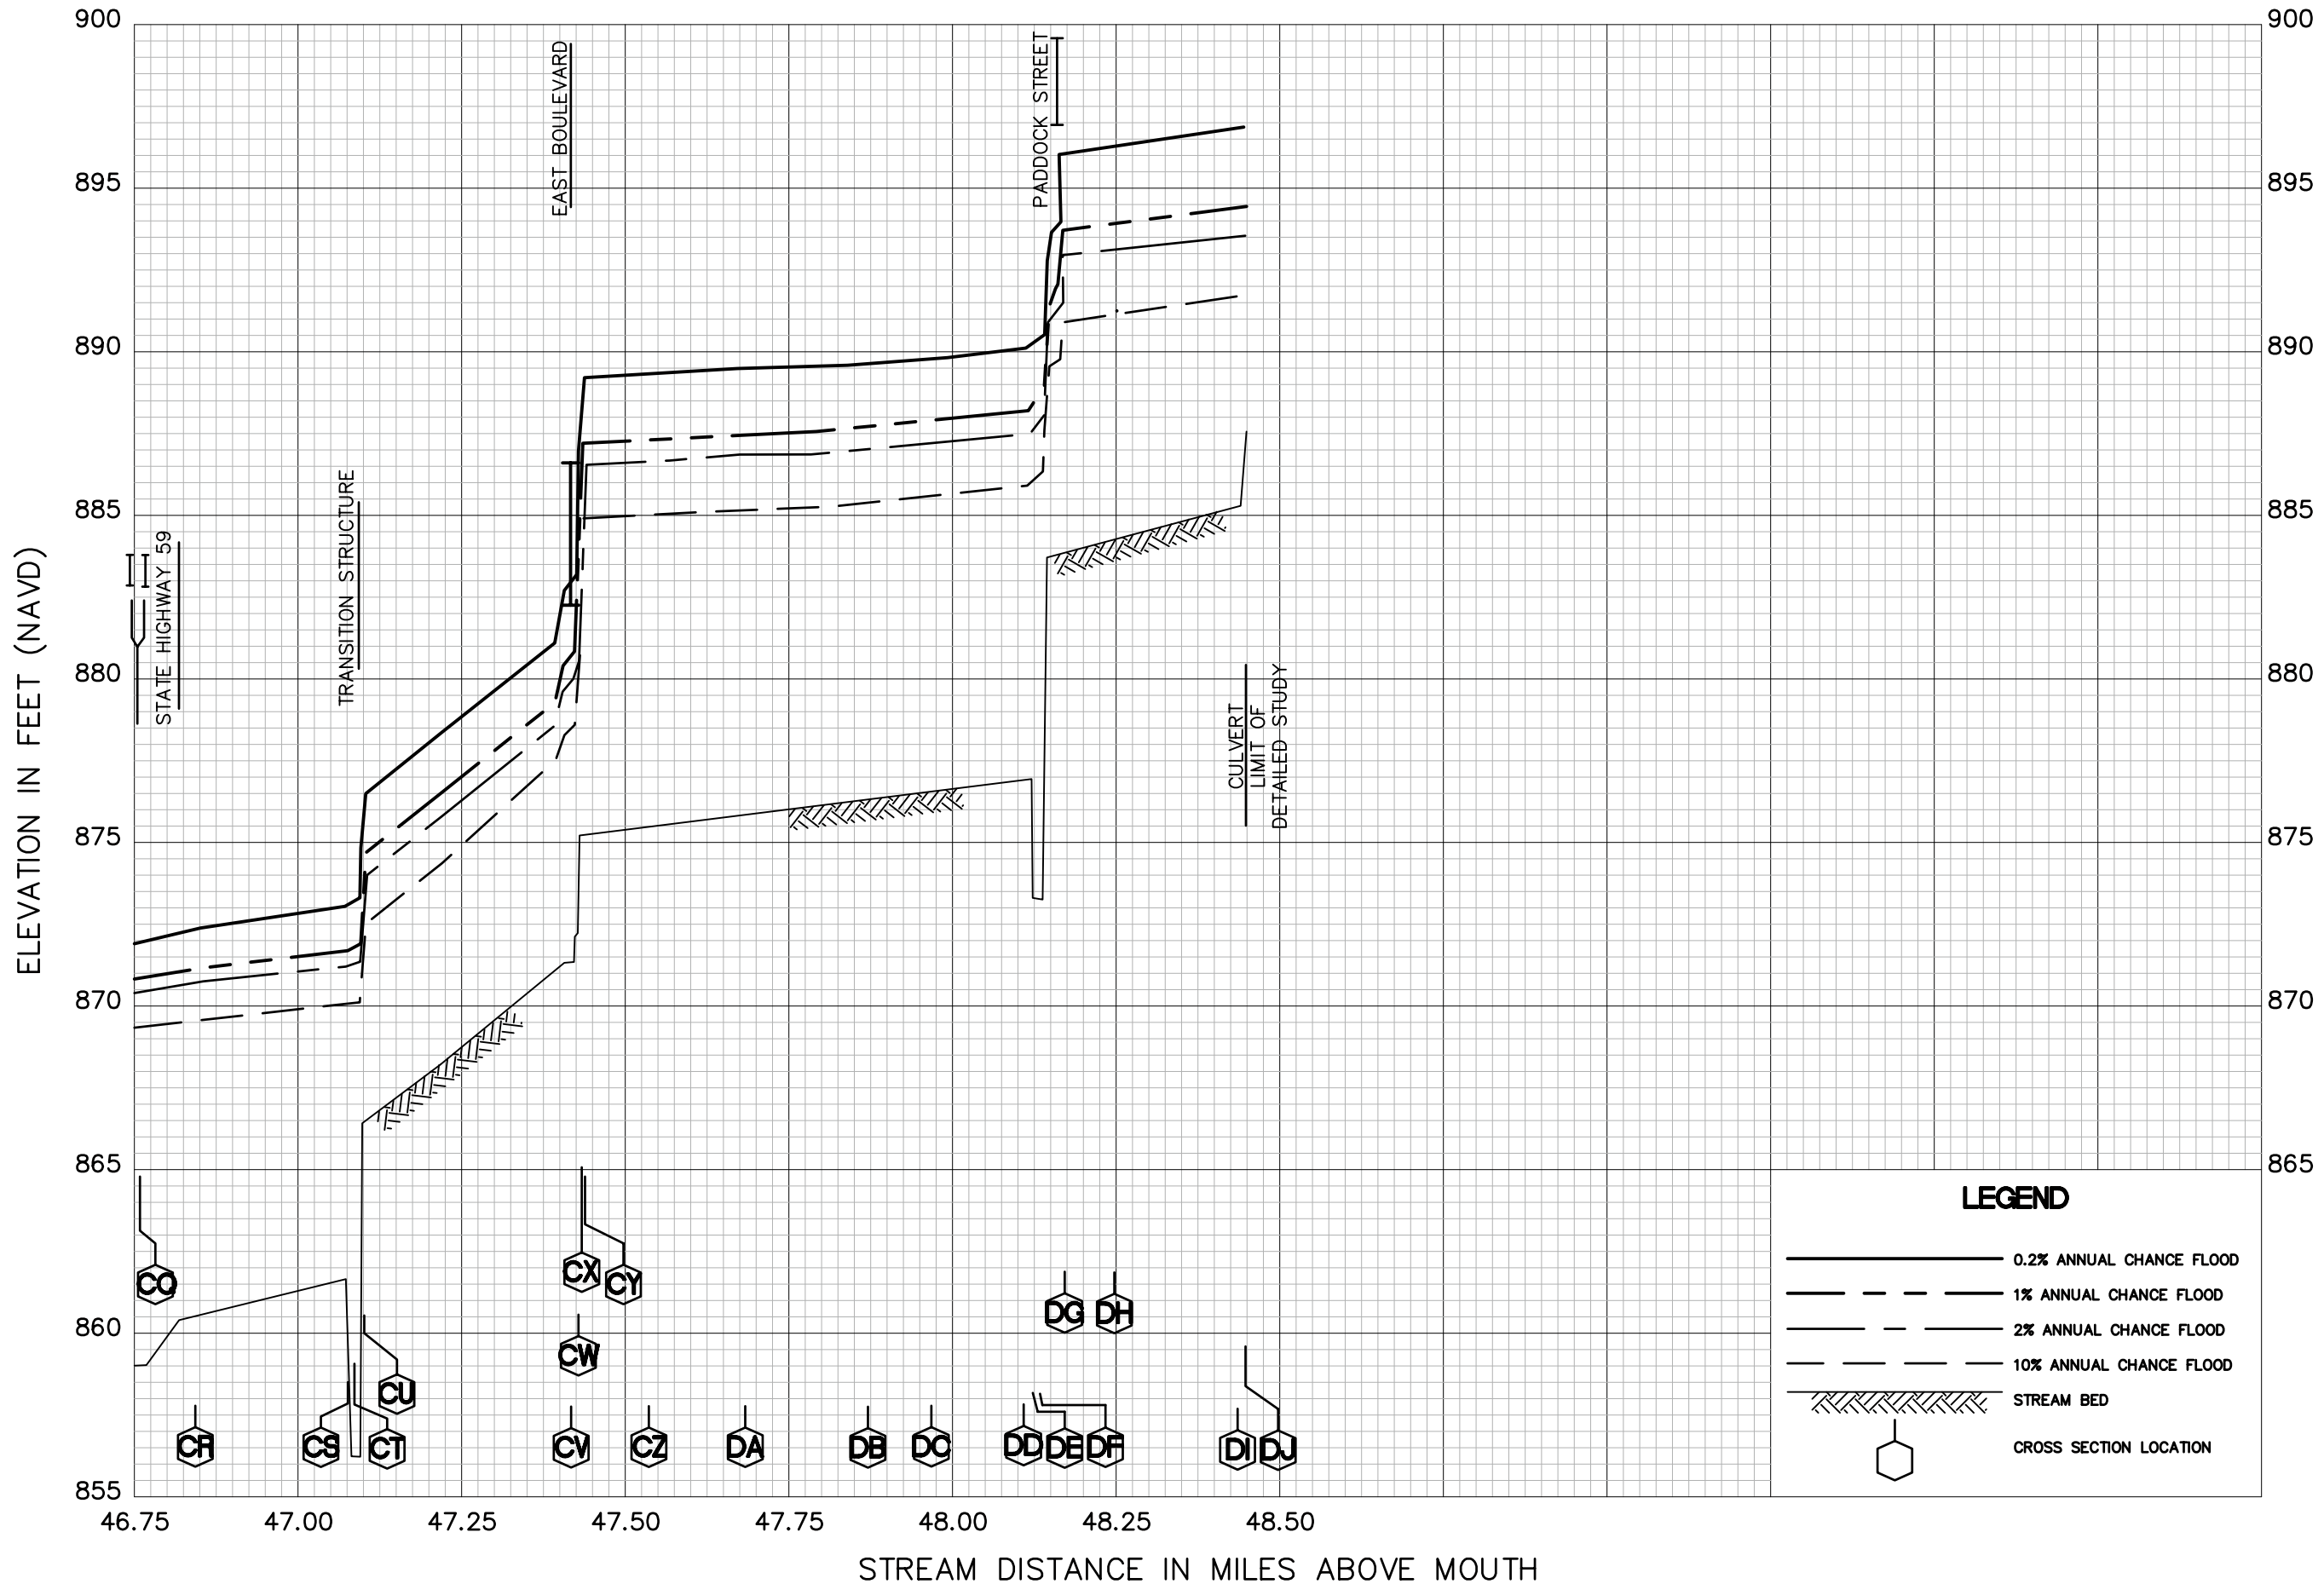 900
895
890
885
880
875
870
865
860
855
ELEVATION IN FEET (NAVD)
900
895
890
885
880
875
870
865
STATE HIGHWAY 59
TRANSITION STRUCTURE
EAST BOULEVARD
PADDOCK STREET
CULVERT
LIMIT OF
DETAILED STUDY
CQ
CX
CY
DG
DH
CW
CU
CR
CS
CT
CV
CZ
DA
DB
DC
DD
DE
DF
DI
DJ
LEGEND
0.2% ANNUAL CHANCE FLOOD
1% ANNUAL CHANCE FLOOD
2% ANNUAL CHANCE FLOOD
10% ANNUAL CHANCE FLOOD
STREAM BED
CROSS SECTION LOCATION
46.75
47.00
47.25
47.50
47.75
48.00
48.25
48.50
STREAM DISTANCE IN MILES ABOVE MOUTH